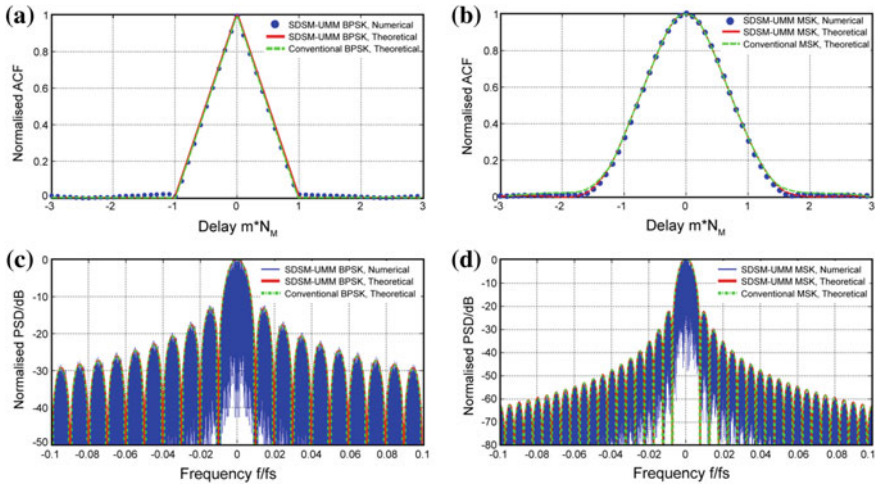 (a)
SDSM-UMM BPSK, Numerical
SDSM-UMM BPSK, Theoretical
Conventional BPSK, Theoretical
Normalised ACF
1
0.8
0.6
0.4
0.2
0
-3 -2 -1 0 1 2 3
Delay m*N_M
(b)
SDSM-UMM MSK, Numerical
SDSM-UMM MSK, Theoretical
Conventional MSK, Theoretical
Normalised ACF
1
0.8
0.6
0.4
0.2
0
-3 -2 -1 0 1 2 3
Delay m*N_M
(c)
SDSM-UMM BPSK, Numerical
SDSM-UMM BPSK, Theoretical
Conventional BPSK, Theoretical
Normalised PSD/dB
0
-10
-20
-30
-40
-50
-0.1 -0.08 -0.06 -0.04 -0.02 0 0.02 0.04 0.06 0.08 0.1
Frequency f/fs
(d)
SDSM-UMM MSK, Numerical
SDSM-UMM MSK, Theoretical
Conventional MSK, Theoretical
Normalised PSD/dB
0
-10
-20
-30
-40
-50
-60
-70
-80
-0.1 -0.08 -0.06 -0.04 -0.02 0 0.02 0.04 0.06 0.08 0.1
Frequency f/fs